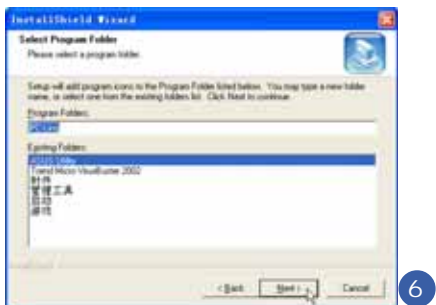 InstallShield Wizard
Select Program Folder
Please select a program folder.
Setup will add program icons to the Program Folder listed below. You may type a new folder
name, or select one from the existing folders list. Click Next to continue.
Program Folders:
Existing Folders:
ASUS Utility
Trend Micro VirusBuster 2002
附件
管理工具
启动
游戏
< Back
Next >
Cancel
6